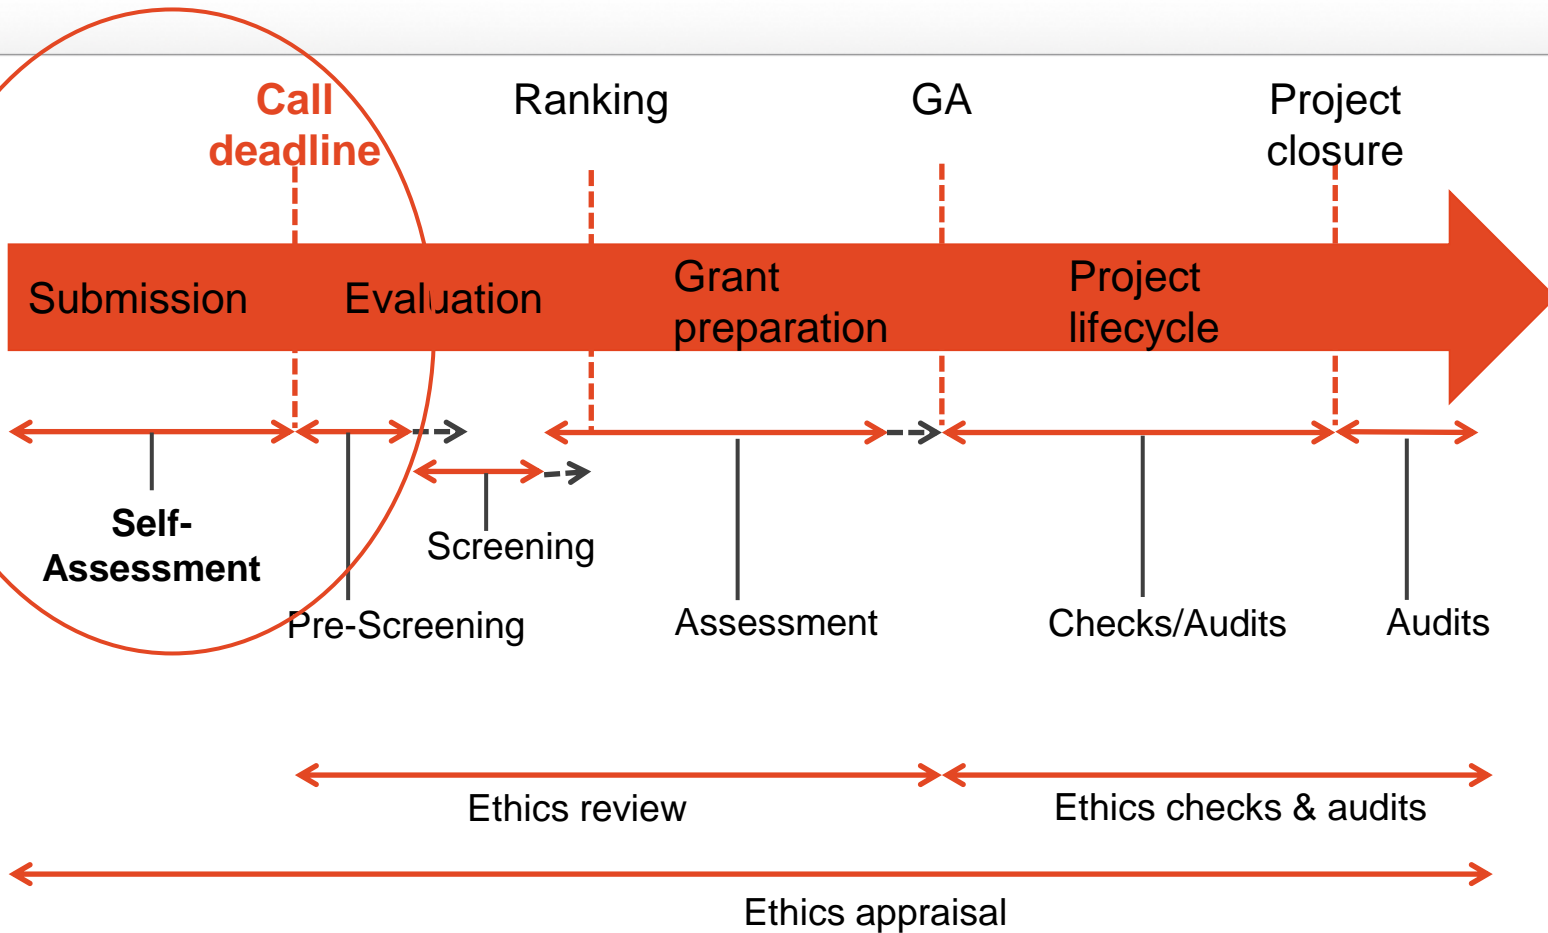 Call
deadline
Ranking
GA
Project
closure
Submission
Evaluation
Grant
preparation
Project
lifecycle
Self-
Assessment
Screening
Pre-Screening
Assessment
Checks/Audits
Audits
Ethics review
Ethics checks & audits
Ethics appraisal